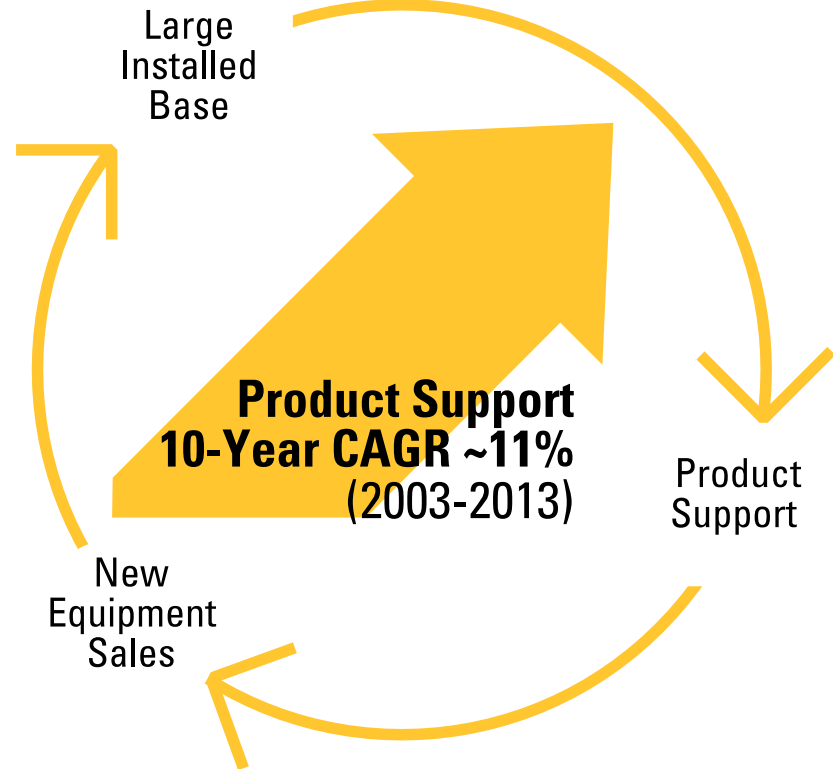 Large
Installed
Base
Product Support
10-Year CAGR ~11%
(2003-2013)
Product
Support
New
Equipment
Sales